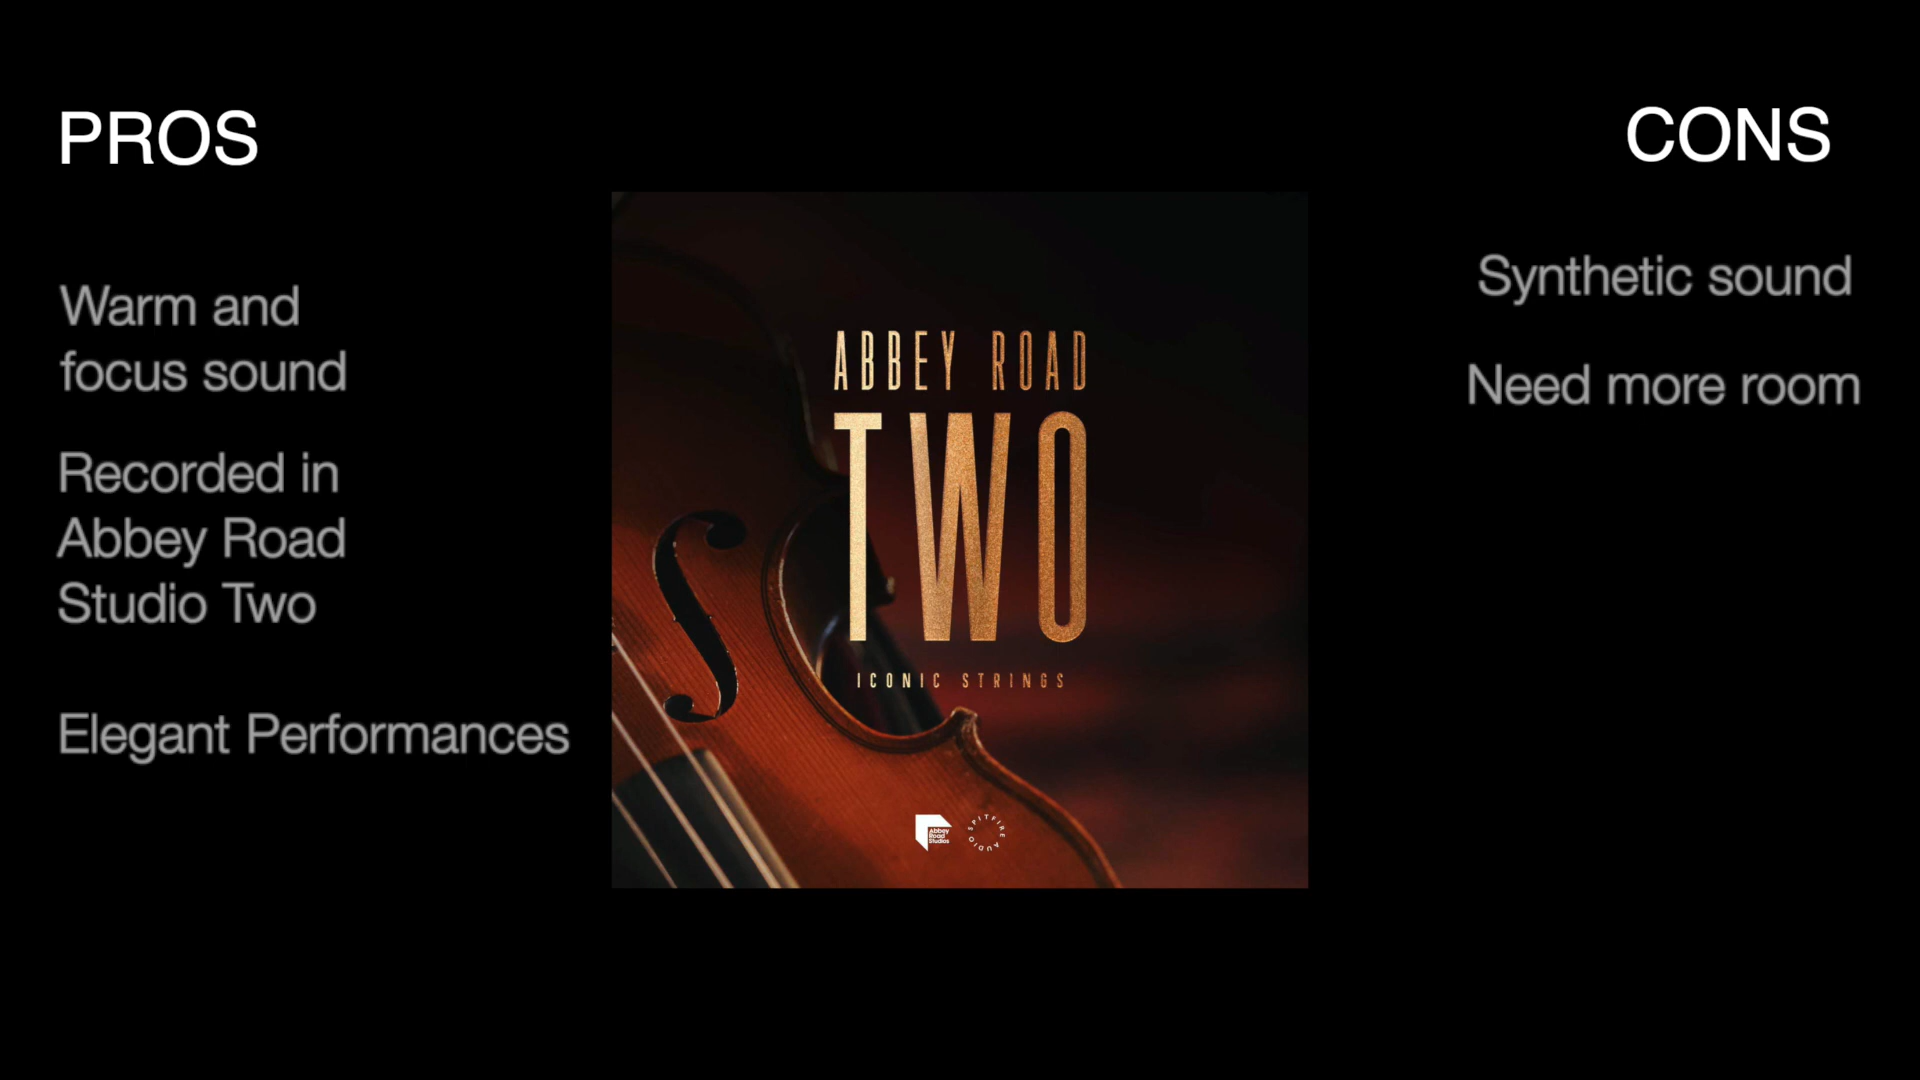 PROS
Warm and
focus sound
Recorded in
Abbey Road
Studio Two
Elegant Performances
ABBEY ROAD
TWO
ICONIC STRINGS
Abbey
Road
Studios
SPITFIRE AUDIO
CONS
Synthetic sound
Need more room